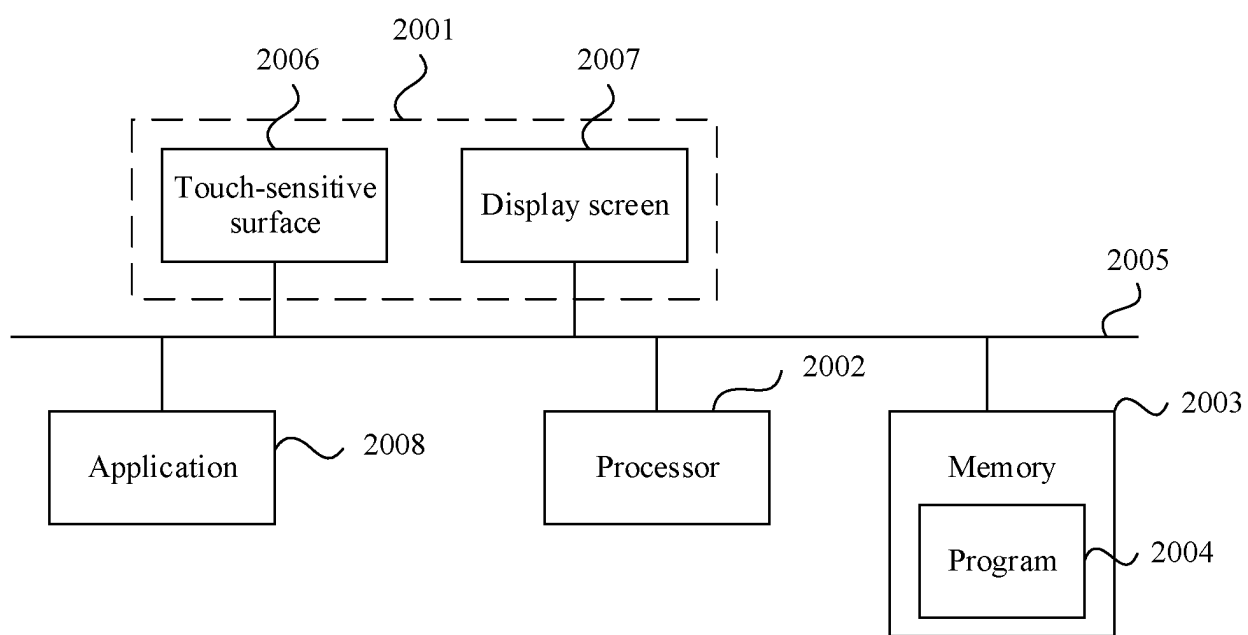 2001
2006
2007
Touch-sensitive
surface
Display screen
2005
2002
2003
Application
2008
Processor
Memory
Program
2004